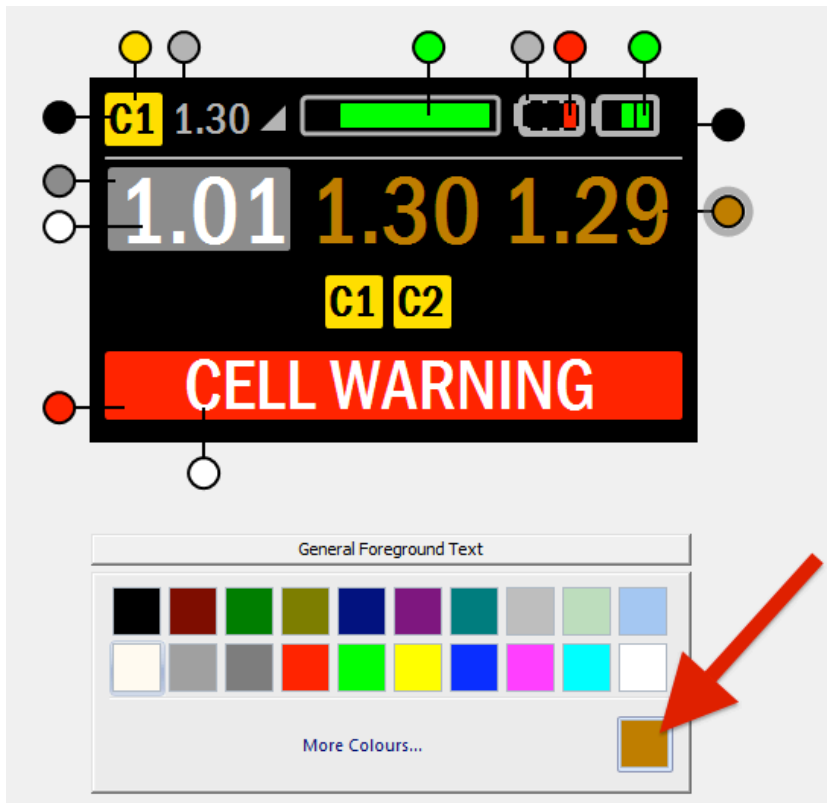 C1 1.30
1.01 1.30 1.29
C1 C2
CELL WARNING
General Foreground Text
More Colours...